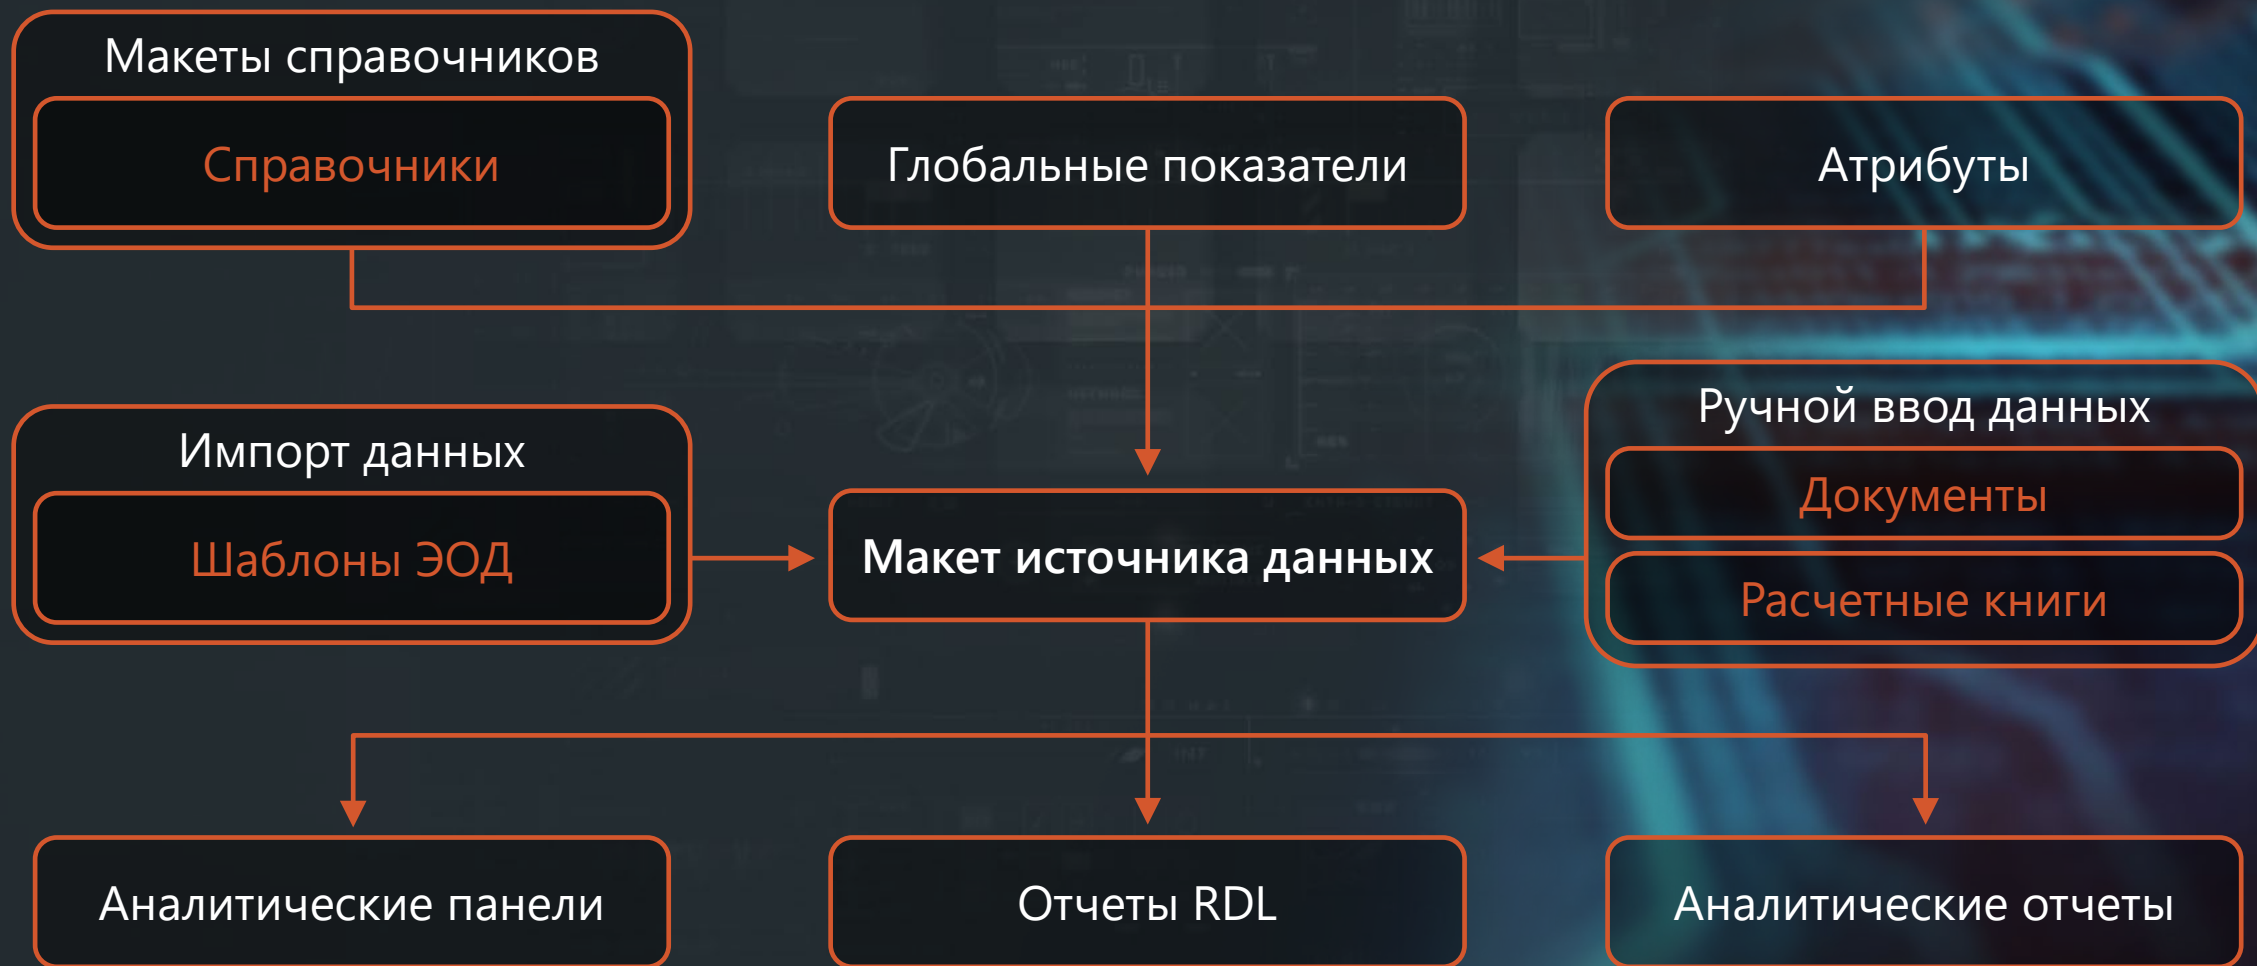 Макеты справочников
Справочники
Глобальные показатели
Атрибуты
Импорт данных
Шаблоны ЭОД
Макет источника данных
Ручной ввод данных
Документы
Расчетные книги
Аналитические панели
Отчеты RDL
Аналитические отчеты